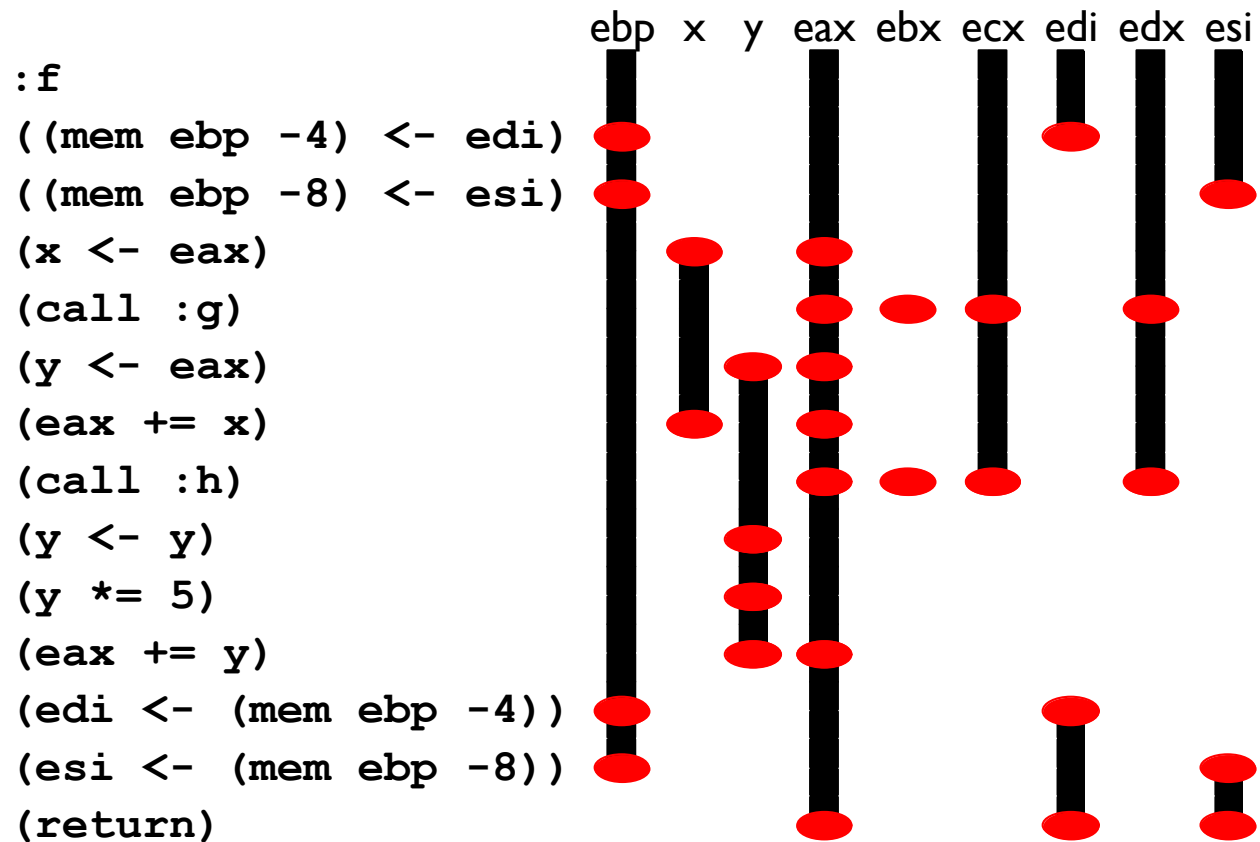 ebp x y eax ebx ecx edi edx esi
:f
((mem ebp -4) <- edi)
((mem ebp -8) <- esi)
(x <- eax)
(call :g)
(y <- eax)
(eax += x)
(call :h)
(y <- y)
(y *= 5)
(eax += y)
(edi <- (mem ebp -4))
(esi <- (mem ebp -8))
(return)